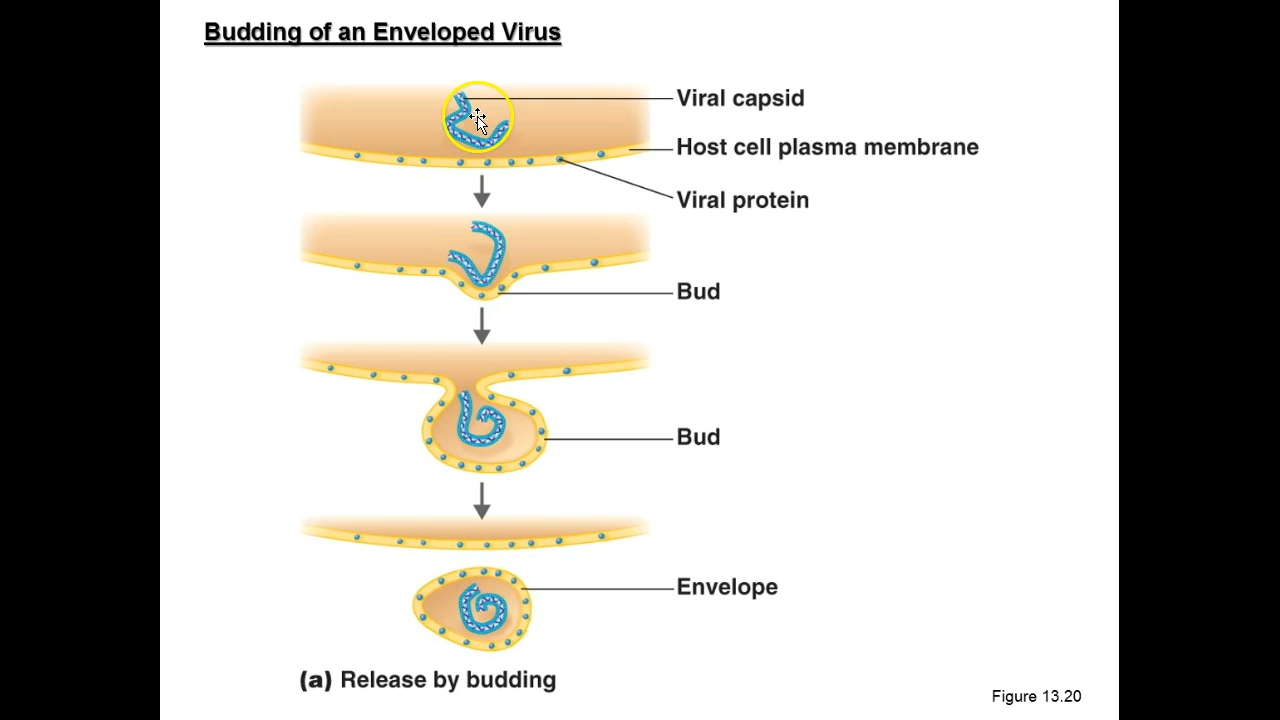 Budding of an Enveloped Virus
Viral capsid
Host cell plasma membrane
Viral protein
Bud
Bud
Envelope
(a) Release by budding
Figure 13.20